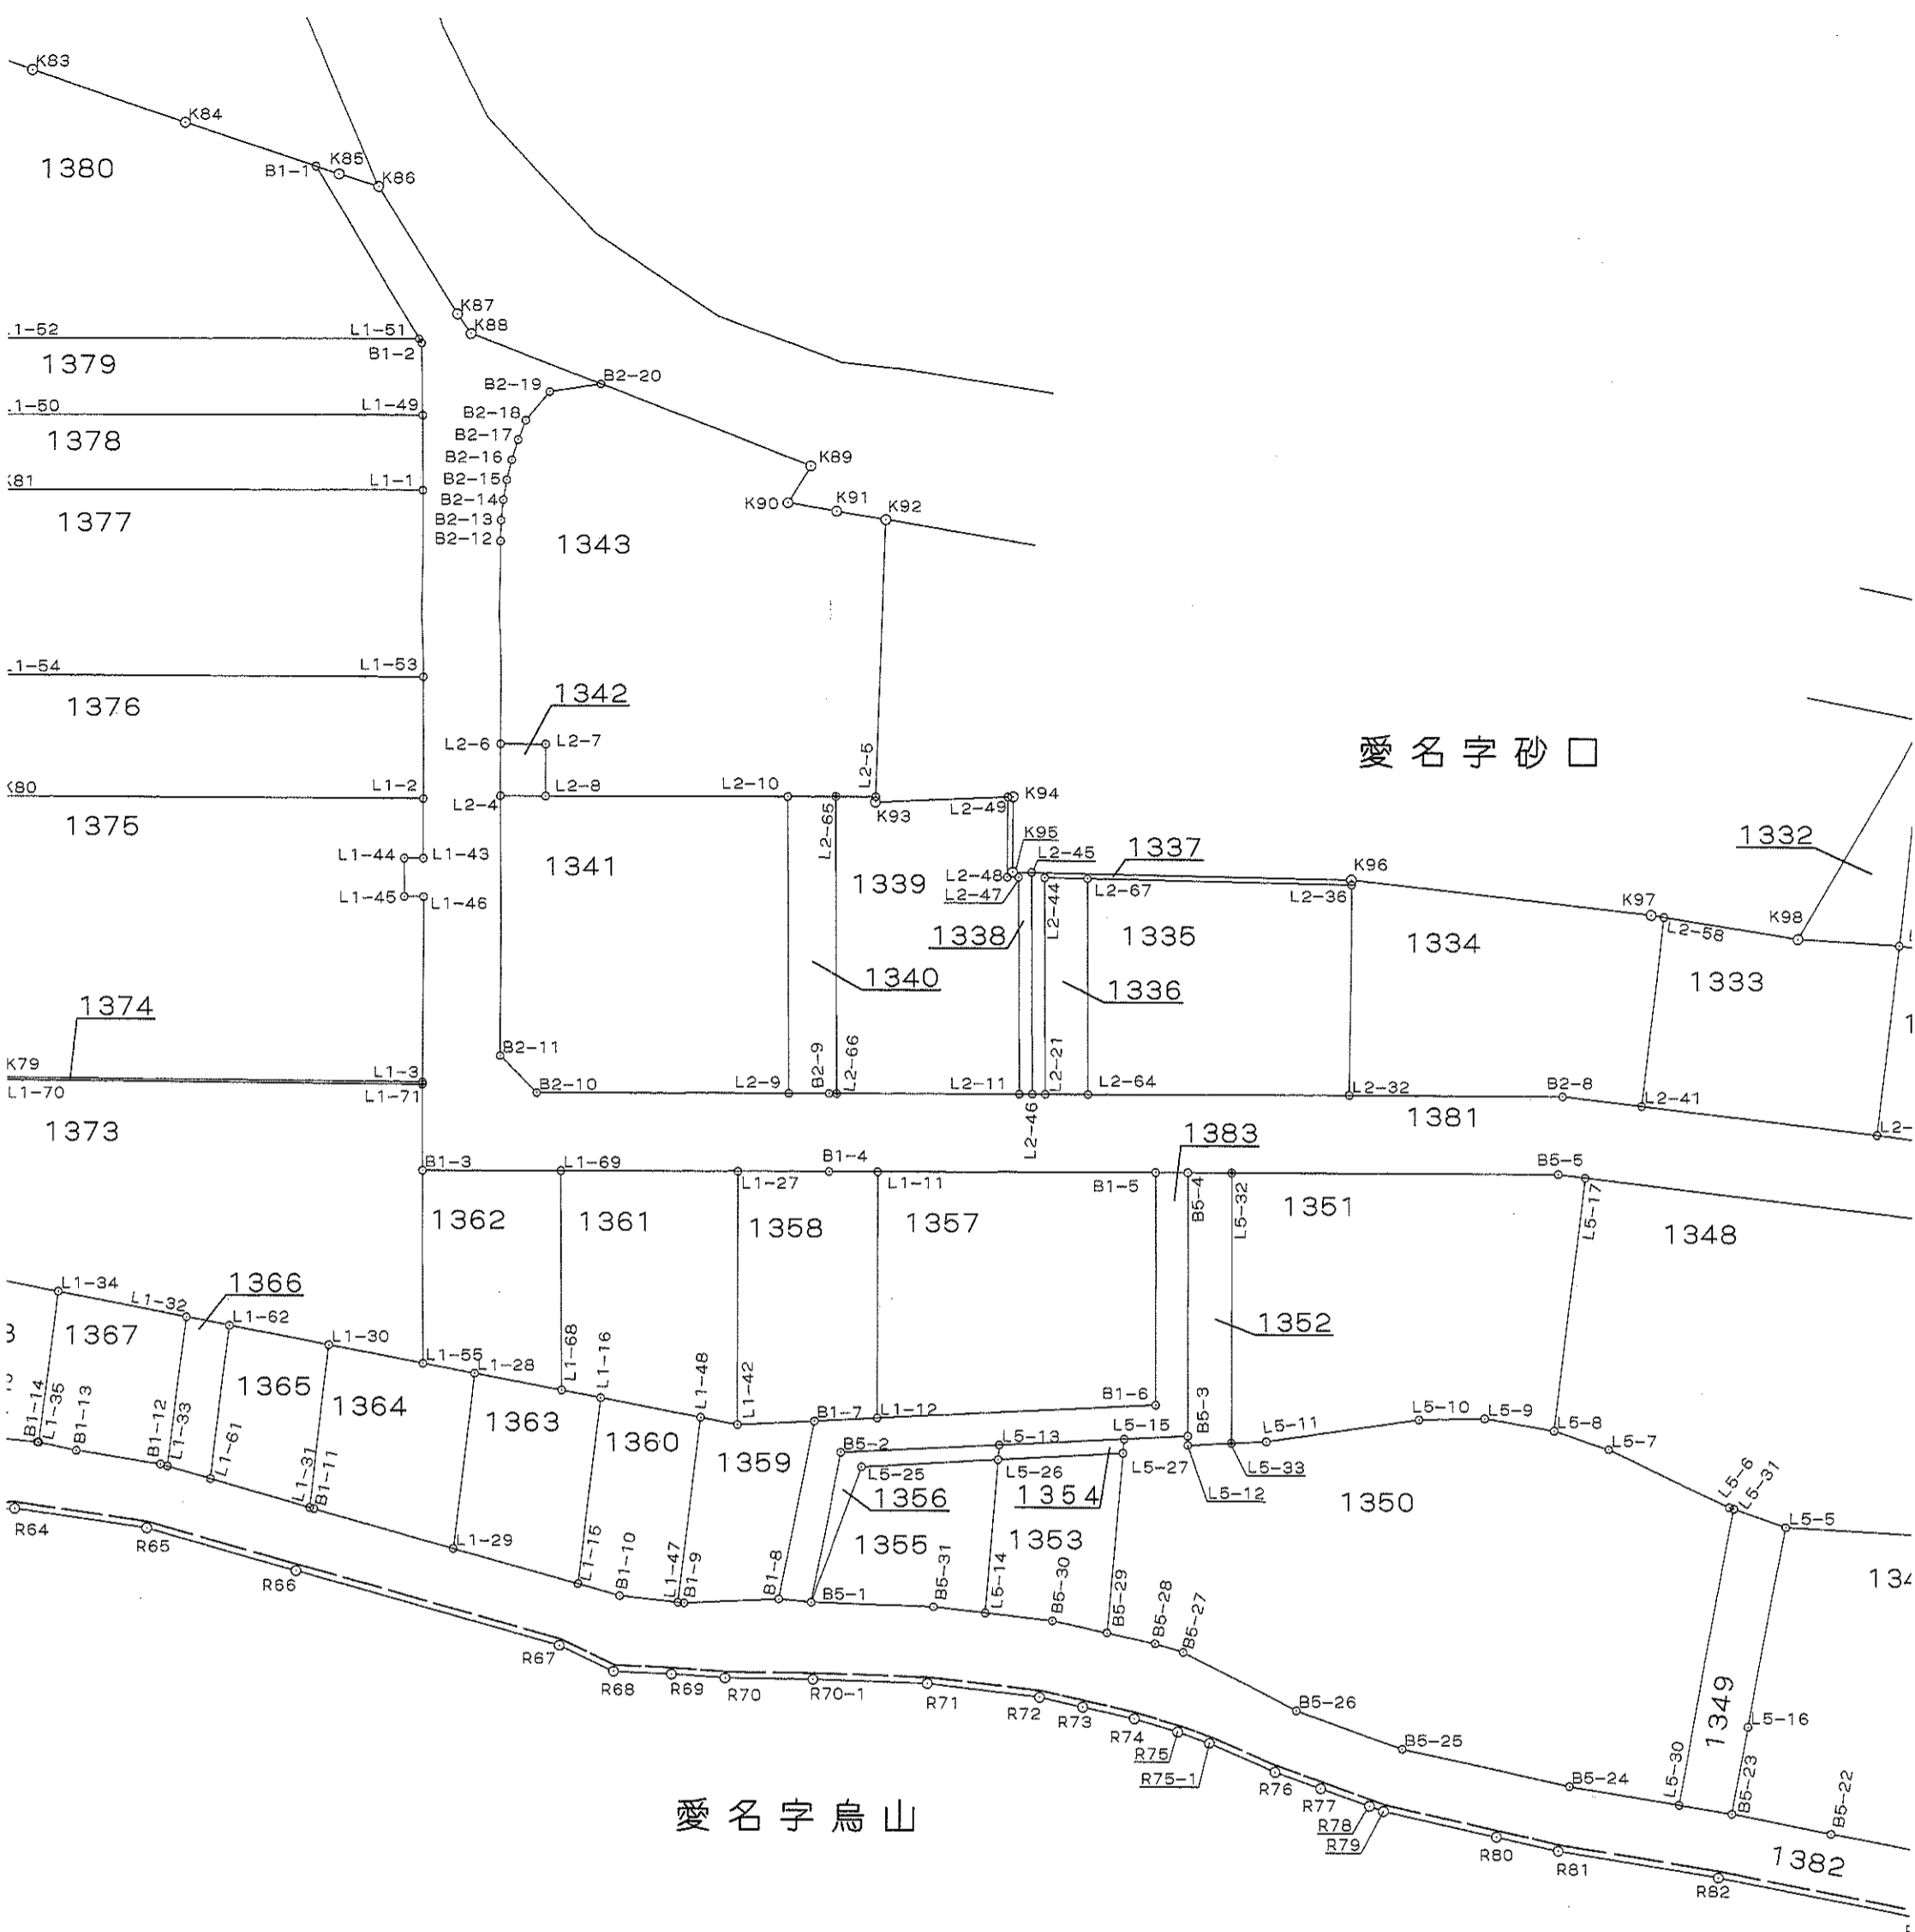 K83
K84
1380
B1-1
K85
K86
K87
K88
L1-51
B1-2
1379
B2-19
B2-20
L1-49
B2-18
1378
B2-17
B2-16
K89
L1-1
B2-15
B2-14
K90
K91
K92
1377
B2-13
B2-12
1343
L1-53
1376
1342
L2-6
L2-7
L2-5
愛名字砂口
L1-2
L2-4
L2-8
L2-10
L2-65
K93
L2-49
K94
1375
K95
1332
L1-44
L1-43
1341
L2-45
1337
K96
1339
L2-48
L2-47
L2-44
L2-67
L2-36
L1-45
L1-46
K97
L2-58
K98
1338
1335
1334
1340
1336
1333
1374
B2-11
K79
L1-3
L1-70
L1-71
B2-10
L2-9
B2-9
L2-66
L2-11
L2-46
L2-21
L2-64
L2-32
B2-8
L2-41
1381
1373
1383
B1-3
L1-69
L1-27
B1-4
L1-11
B1-5
B5-4
L5-32
B5-5
L5-17
1362
1361
1358
1357
1351
1348
L1-34
L1-32
1366
L1-62
1367
L1-30
1352
L1-55
L1-28
L1-68
L1-16
L1-48
L1-42
B1-7
L1-12
B1-6
B5-3
L5-10
L5-9
L5-8
1365
1364
1363
1360
1359
B1-14
L1-35
B1-13
B1-12
L1-33
L1-61
L1-31
B1-11
B5-2
L5-13
L5-15
L5-11
L5-7
L5-25
L5-26
L5-27
L5-33
L5-12
1356
1354
1350
L5-6
L5-31
L5-5
R64
R65
R66
L1-29
L1-15
B1-10
L1-47
B1-9
B1-8
B5-1
1355
1353
B5-31
L5-14
B5-30
B5-29
B5-28
B5-27
R67
R68
R69
R70
R70-1
R71
R72
R73
R74
R75
R75-1
R76
R77
R78
R79
R80
R81
R82
B5-26
B5-25
B5-24
L5-30
1349
L5-16
B5-23
B5-22
1382
愛名字烏山